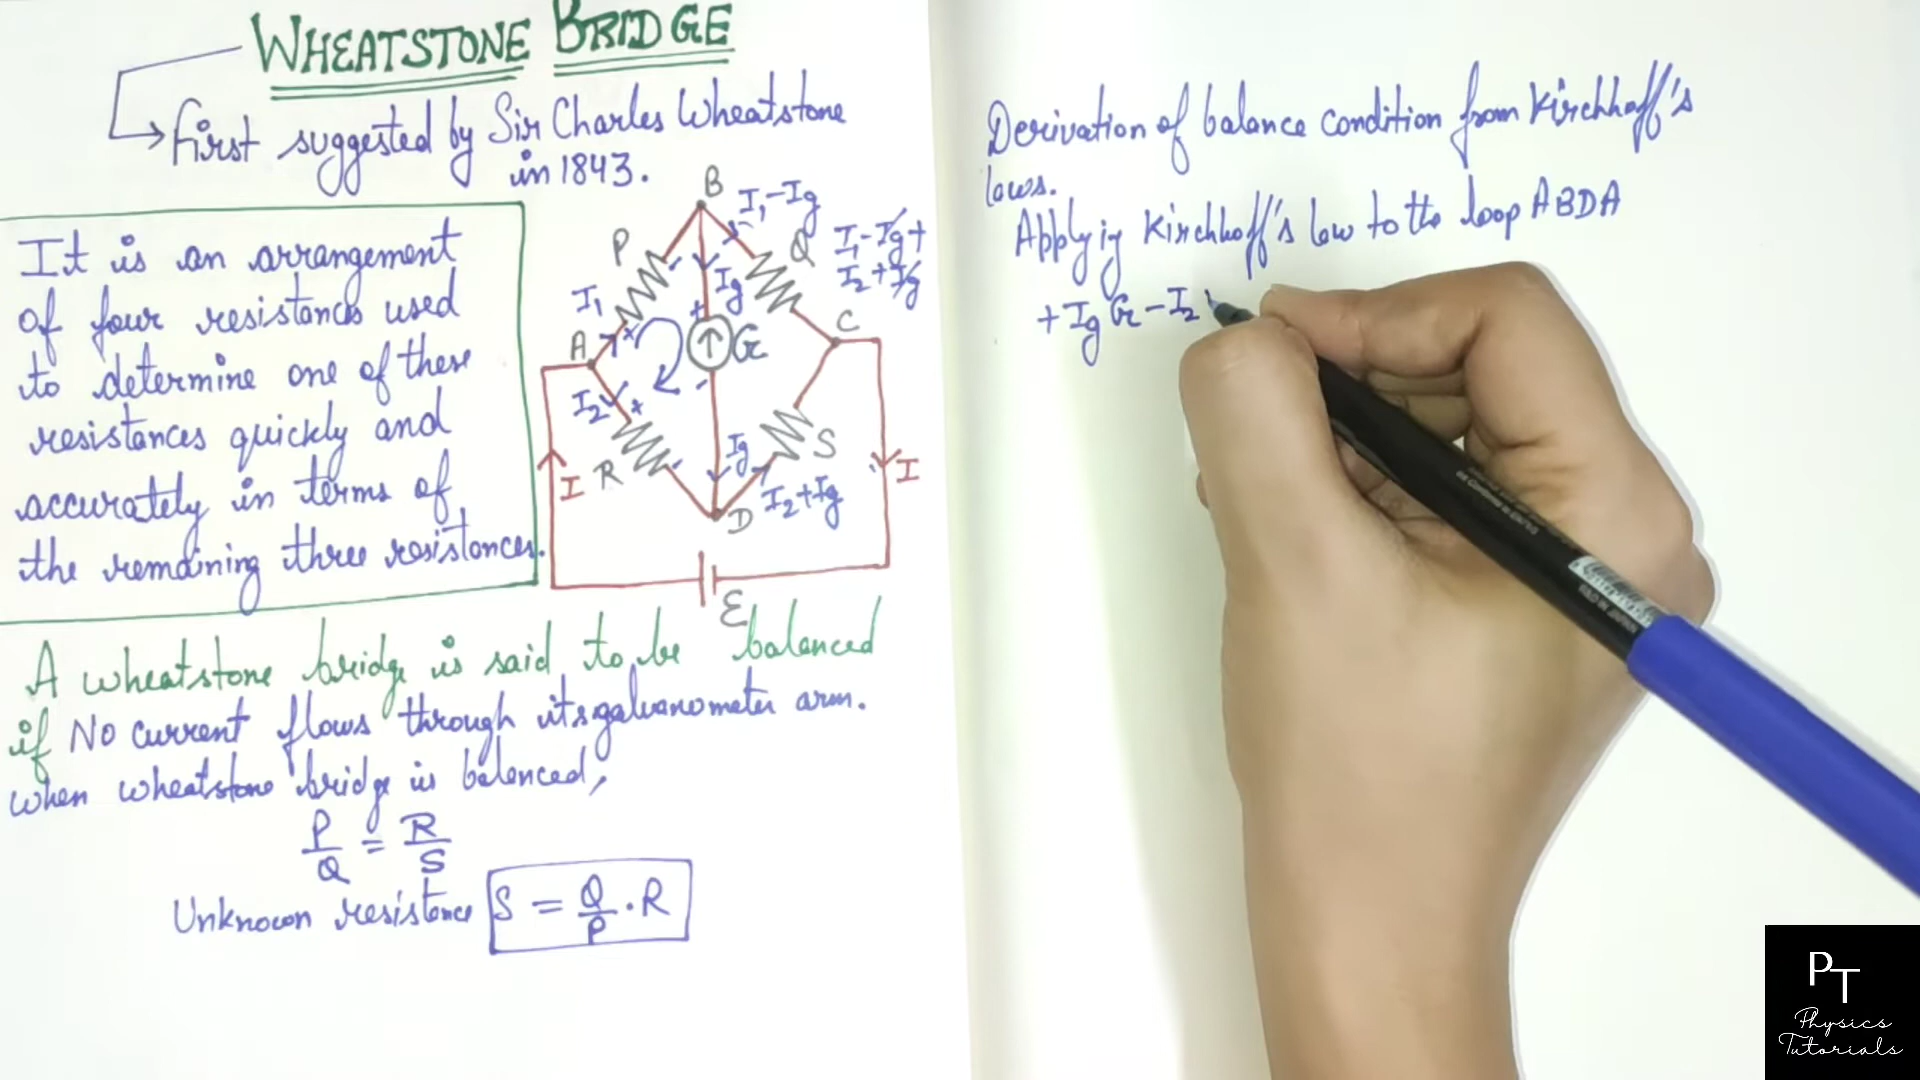 WHEATSTONE BRIDGE
First suggested by Sir Charles Wheatstone
in 1843.
It is an arrangement
of four resistances used
to determine one of these
resistances quickly and
accurately in terms of
the remaining three resistances.
B
I₁-Ig
P
Q
I₁-Ig+
I₂+Ig
I₁
Ig
+
-
A
+
G
C
I₂
+
-
R
-
Ig
S
I
I
D
I₂+Ig
E
A wheatstone bridge is said to be balanced
if No current flows through its galvanometer arm.
when wheatstone bridge is balenced,
P/Q = R/S
Unknown resistance S = Q/P . R
Derivation of balance condition from Kirchhoff's
laws.
Applyig Kirchhoff's law to the loop ABDA
+ IgG - I₂
PT
Physics
Tutorials